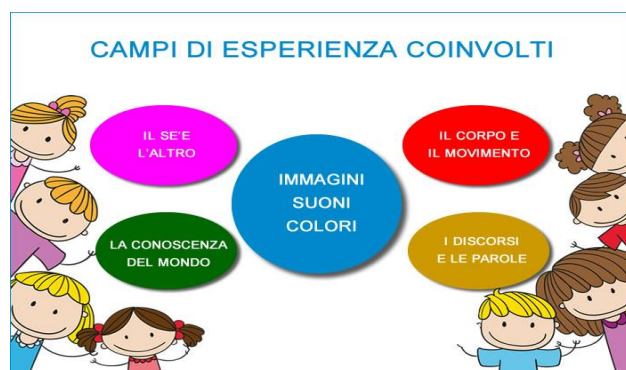 CAMPI DI ESPERIENZA COINVOLTI
IL SE'E
L'ALTRO
IL CORPO E
IL MOVIMENTO
IMMAGINI
SUONI
COLORI
LA CONOSCENZA
DEL MONDO
I DISCORSI
E LE PAROLE